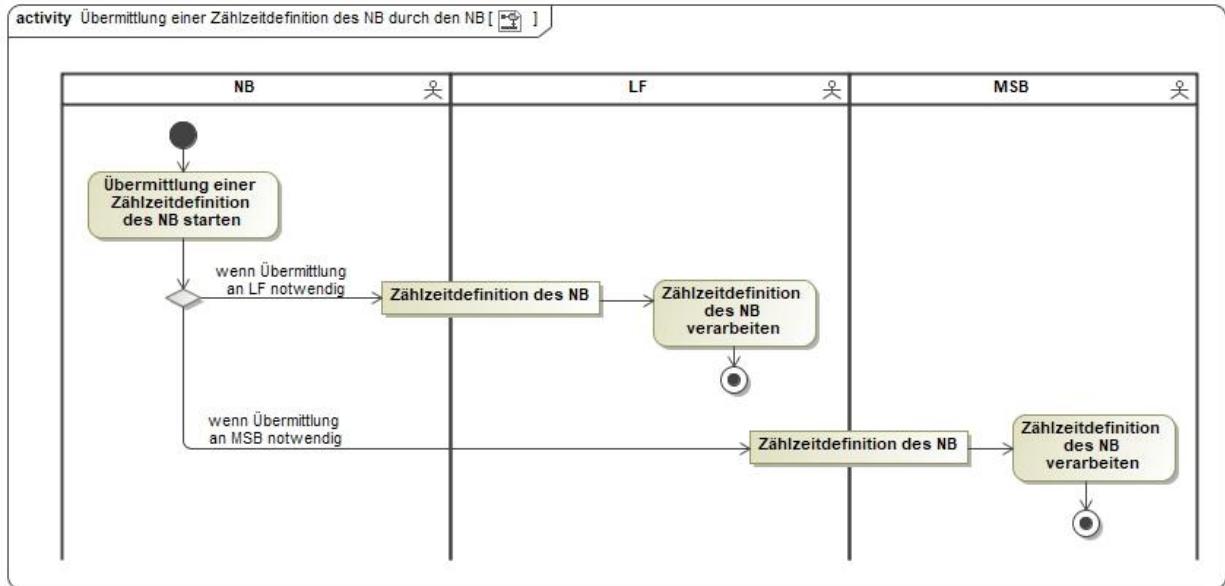 activity Übermittlung einer Zählzeitdefinition des NB durch den NB [ ]
NB
LF
MSB
Übermittlung einer
Zählzeitdefinition
des NB starten
wenn Übermittlung
an LF notwendig
Zählzeitdefinition des NB
Zählzeitdefinition
des NB
verarbeiten
wenn Übermittlung
an MSB notwendig
Zählzeitdefinition des NB
Zählzeitdefinition
des NB
verarbeiten